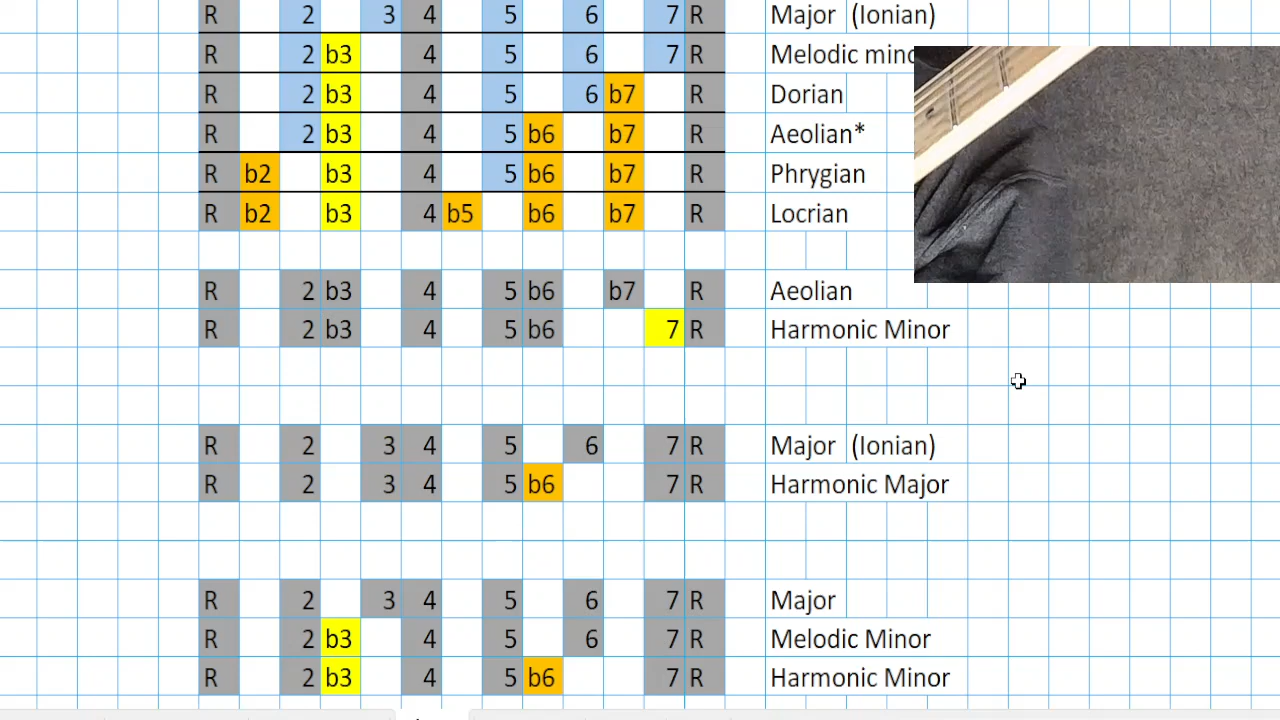 R 2 3 4 5 6 7 R Major (Ionian)
R 2 b3 4 5 6 7 R Melodic
R 2 b3 4 5 6 b7 R Dorian
R 2 b3 4 5 b6 b7 R Aeolian*
R b2 b3 4 5 b6 b7 R Phrygian
R b2 b3 4 b5 b6 b7 R Locrian
R 2 b3 4 5 b6 b7 R Aeolian
R 2 b3 4 5 b6 7 R Harmonic Minor
R 2 3 4 5 6 7 R Major (Ionian)
R 2 3 4 5 b6 7 R Harmonic Major
R 2 3 4 5 6 7 R Major
R 2 b3 4 5 6 7 R Melodic Minor
R 2 b3 4 5 b6 7 R Harmonic Minor